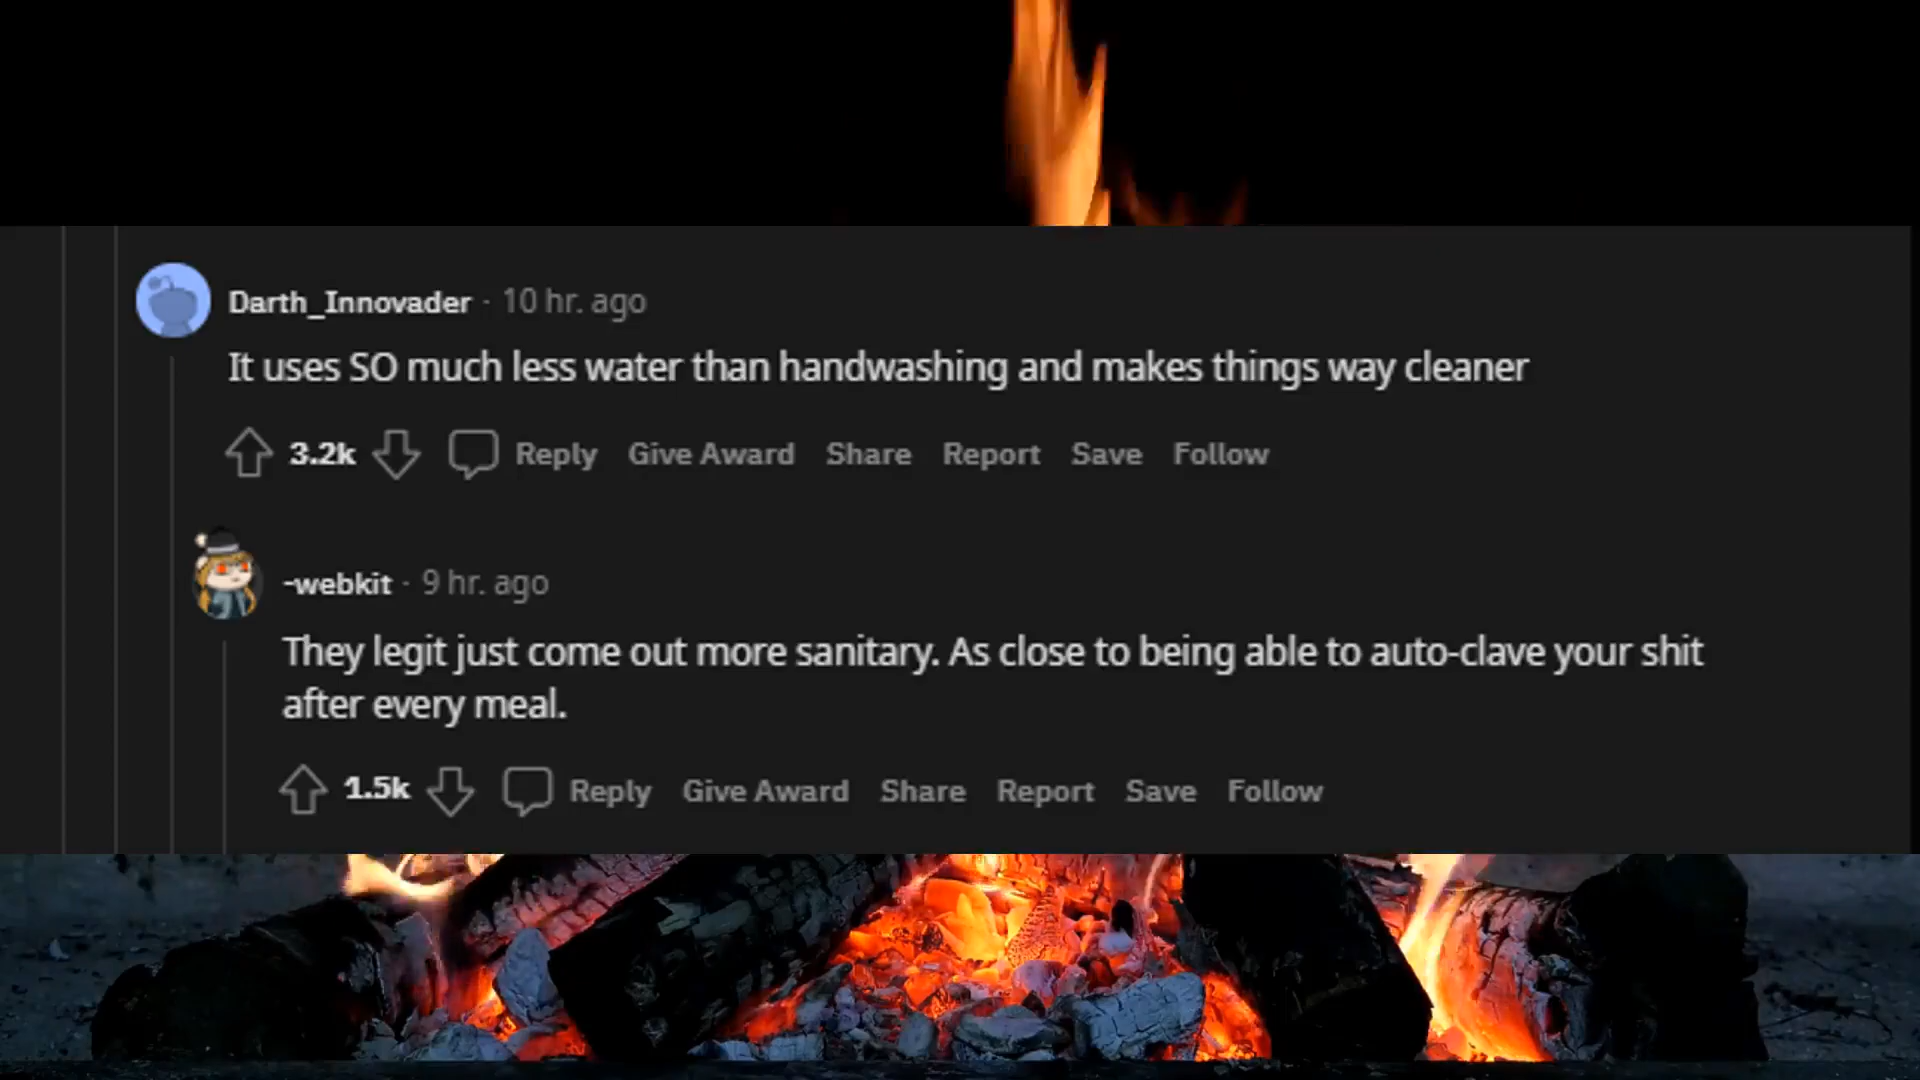 Darth_Innovader · 10 hr. ago
It uses SO much less water than handwashing and makes things way cleaner
3.2k Reply Give Award Share Report Save Follow
-webkit · 9 hr. ago
They legit just come out more sanitary. As close to being able to auto-clave your shit
after every meal.
1.5k Reply Give Award Share Report Save Follow